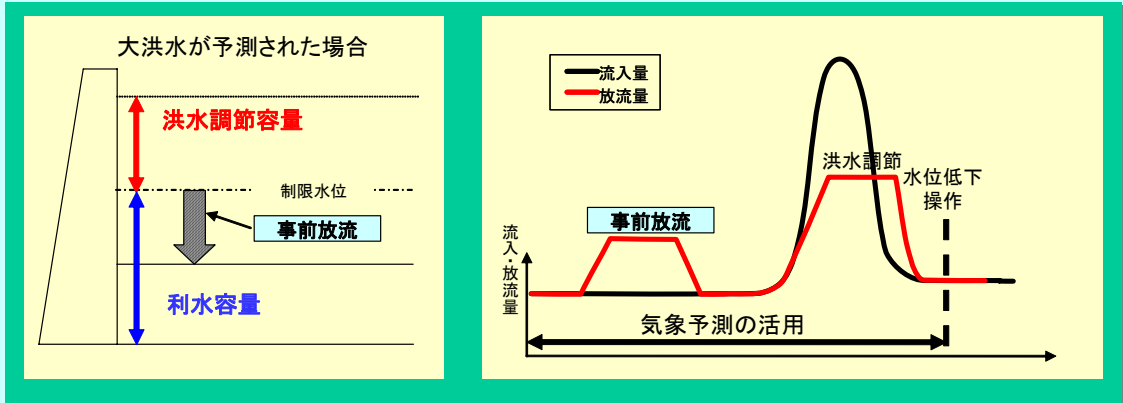 大洪水が予測された場合
洪水調節容量
制限水位
事前放流
利水容量
流入量
放流量
洪水調節
水位低下
操作
事前放流
流入・放流量
気象予測の活用